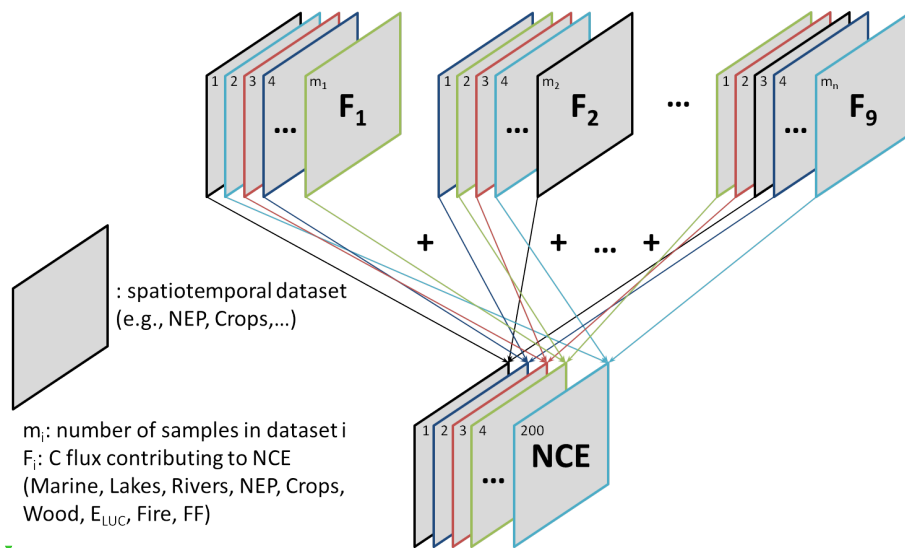 1 2 3 4 ... m₁ F₁
1 2 3 4 ... m₂ F₂
...
1 2 3 4 ... mₙ F₉
+ + ... +
: spatiotemporal dataset
(e.g., NEP, Crops,...)
mᵢ: number of samples in dataset i
Fᵢ: C flux contributing to NCE
(Marine, Lakes, Rivers, NEP, Crops,
Wood, E_LUC, Fire, FF)
1 2 3 4 ... 200 NCE